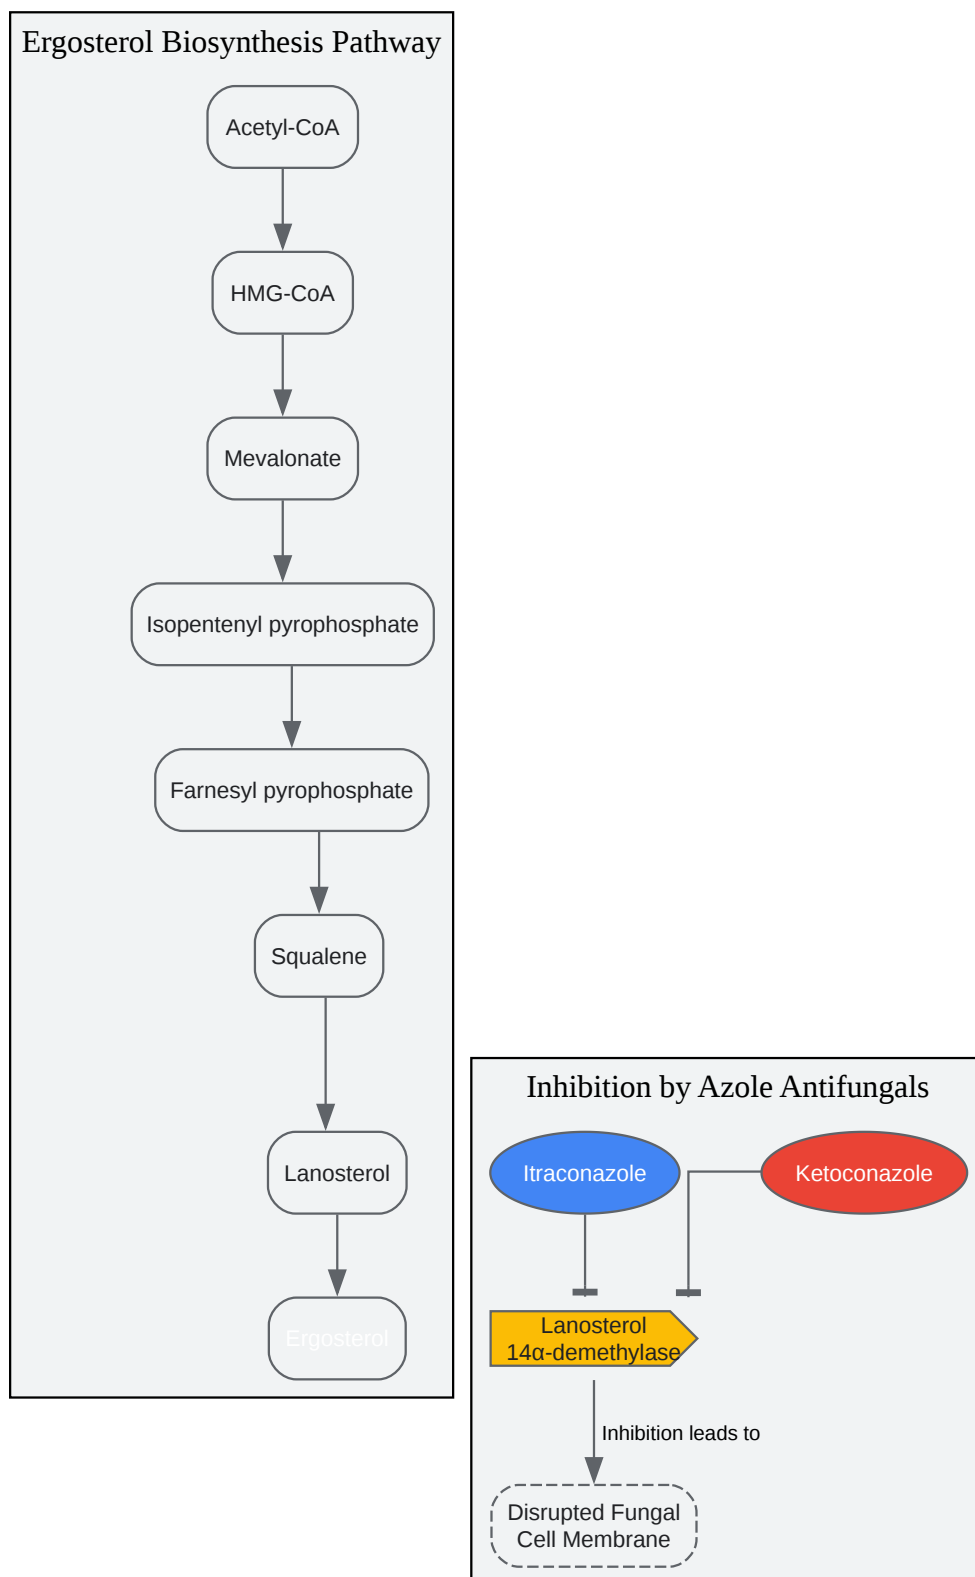 Ergosterol Biosynthesis Pathway
Acetyl-CoA
HMG-CoA
Mevalonate
Isopentenyl pyrophosphate
Farnesyl pyrophosphate
Squalene
Lanosterol
Ergosterol
Inhibition by Azole Antifungals
Itraconazole
Ketoconazole
Lanosterol
14α-demethylase
Inhibition leads to
Disrupted Fungal
Cell Membrane